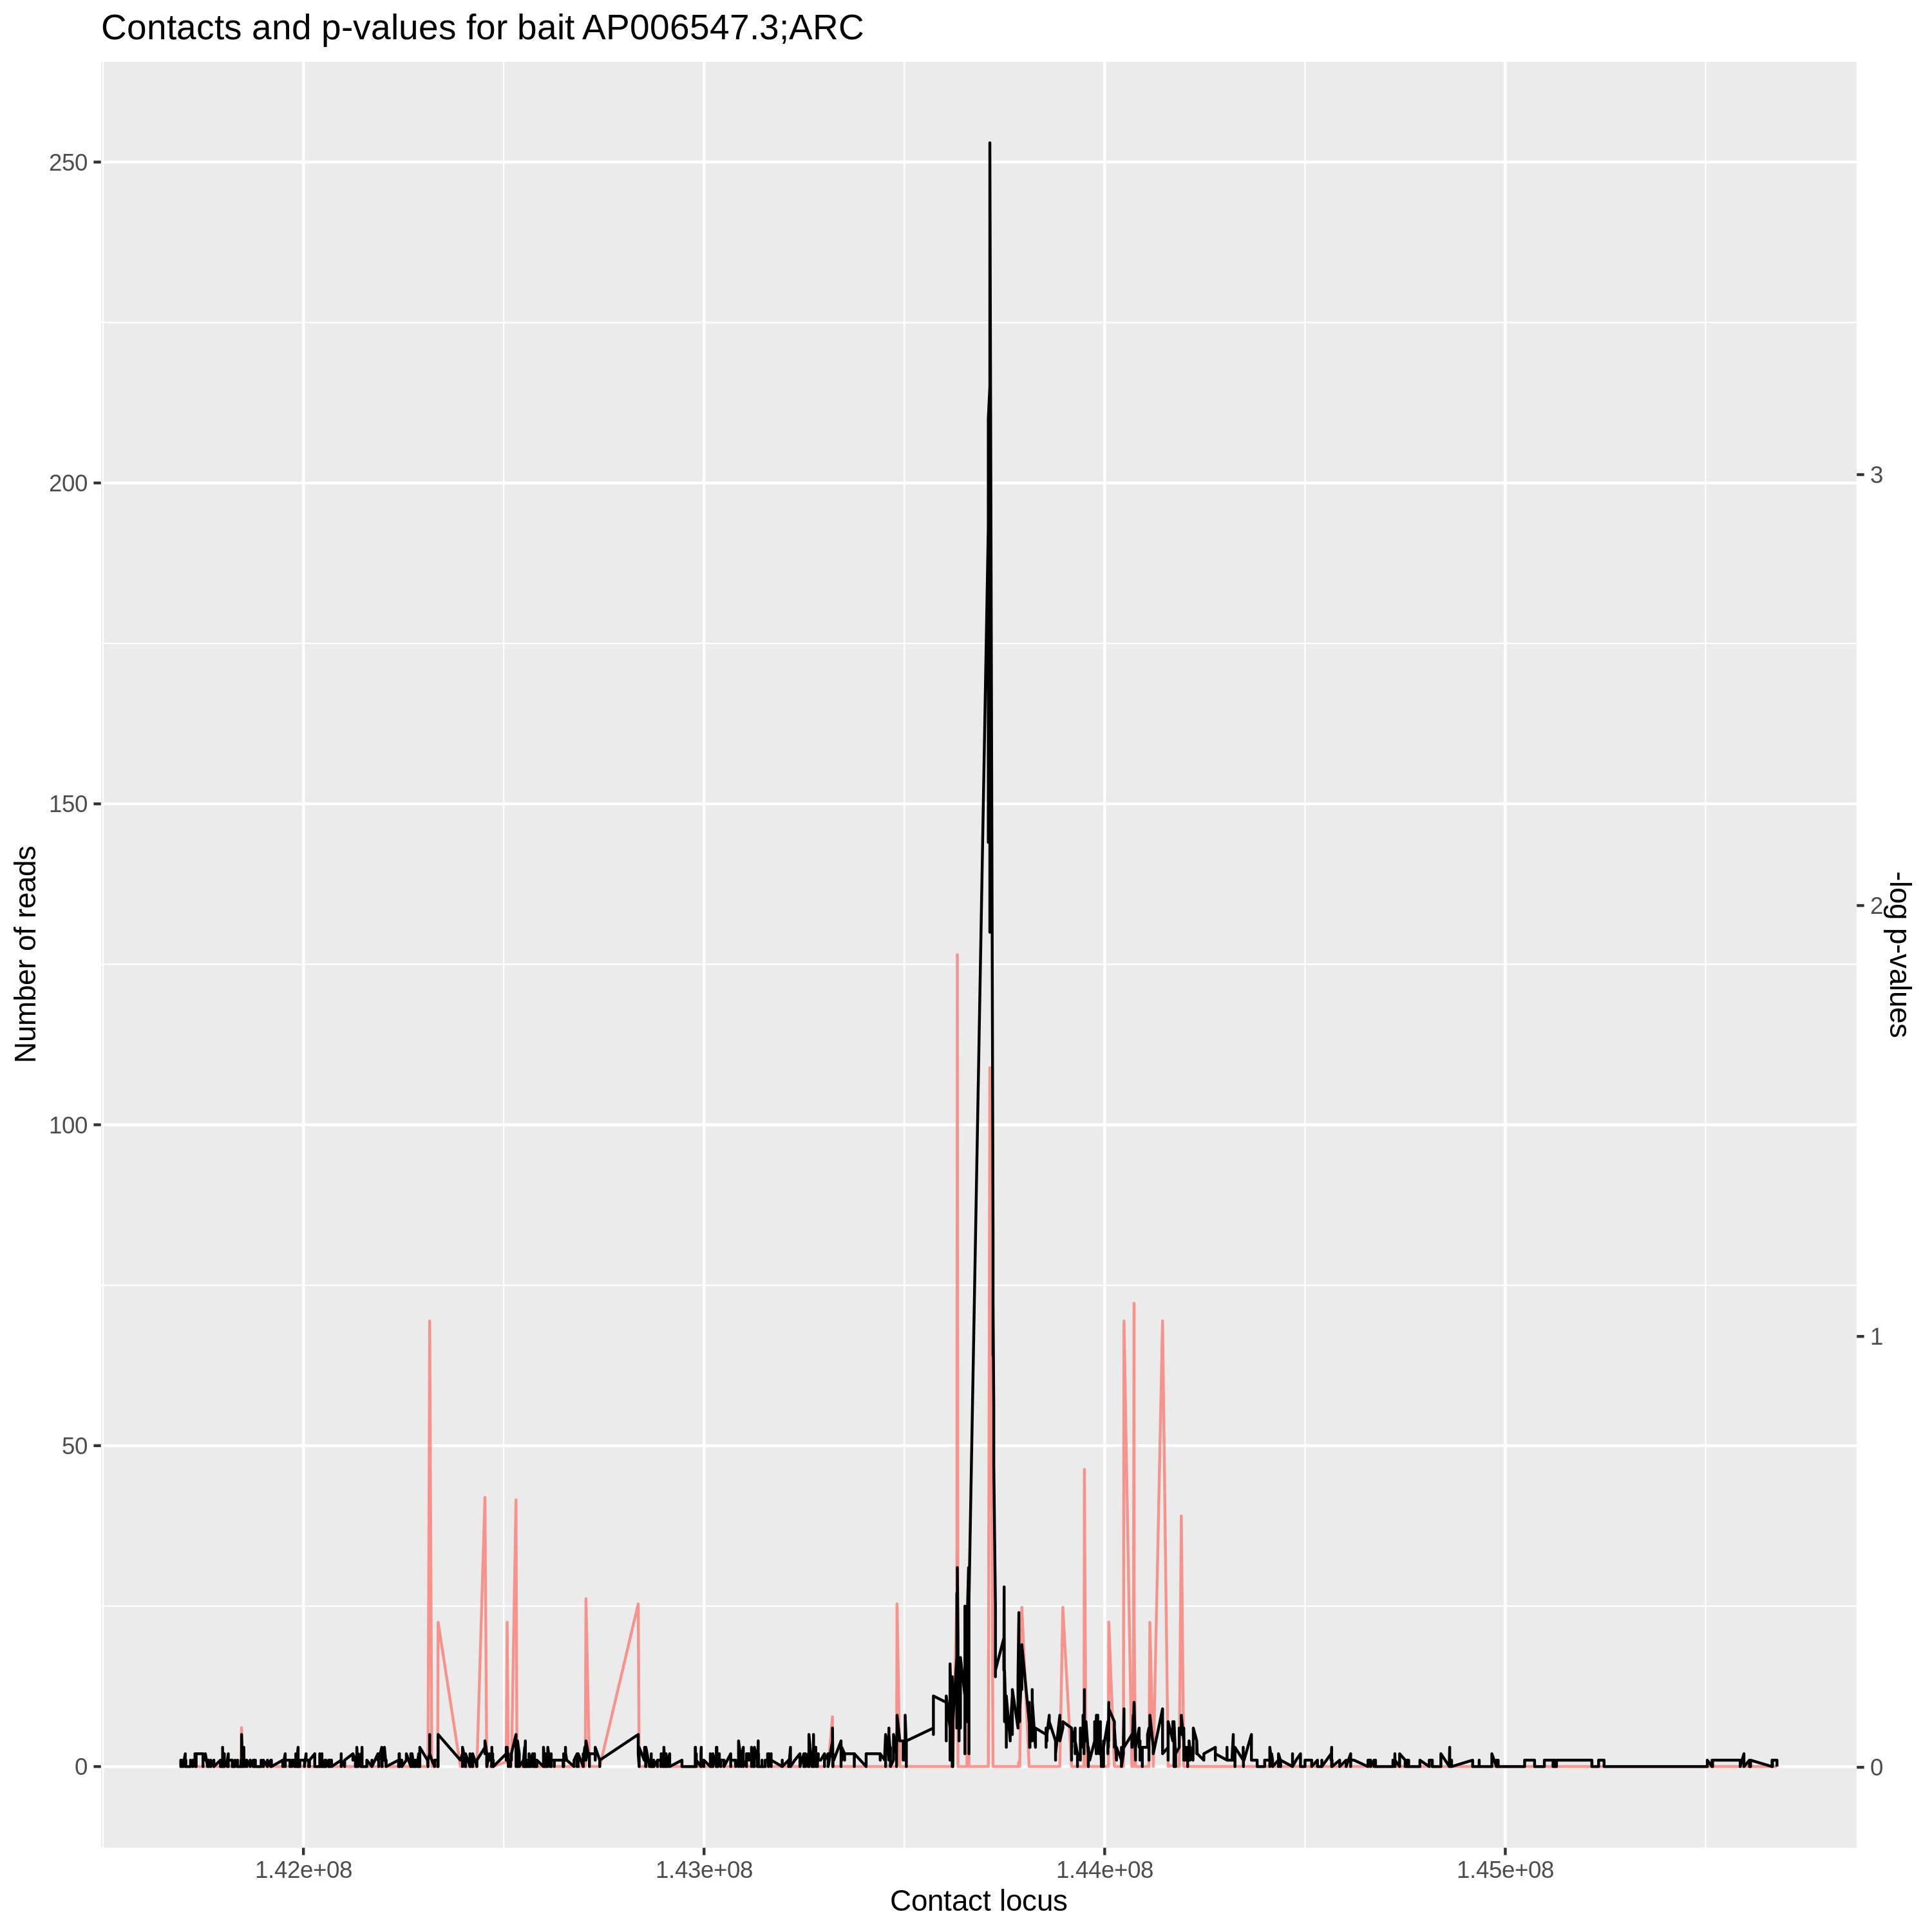 Contacts and p-values for bait AP006547.3;ARC
250
200
150
100
50
0
Number of reads
3
2
1
0
-log p-values
1.42e+08
1.43e+08
1.44e+08
1.45e+08
Contact locus